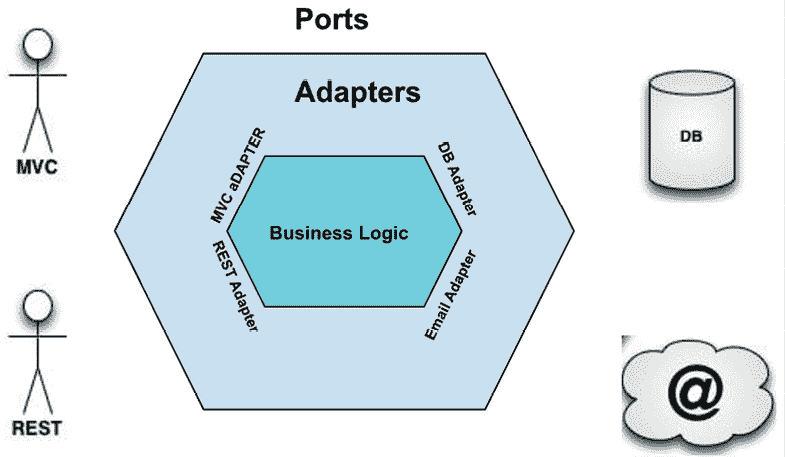 Ports
Adapters
MVC
MVC aDAPTER
DB Adapter
DB
Business Logic
REST Adapter
Email Adapter
REST
@